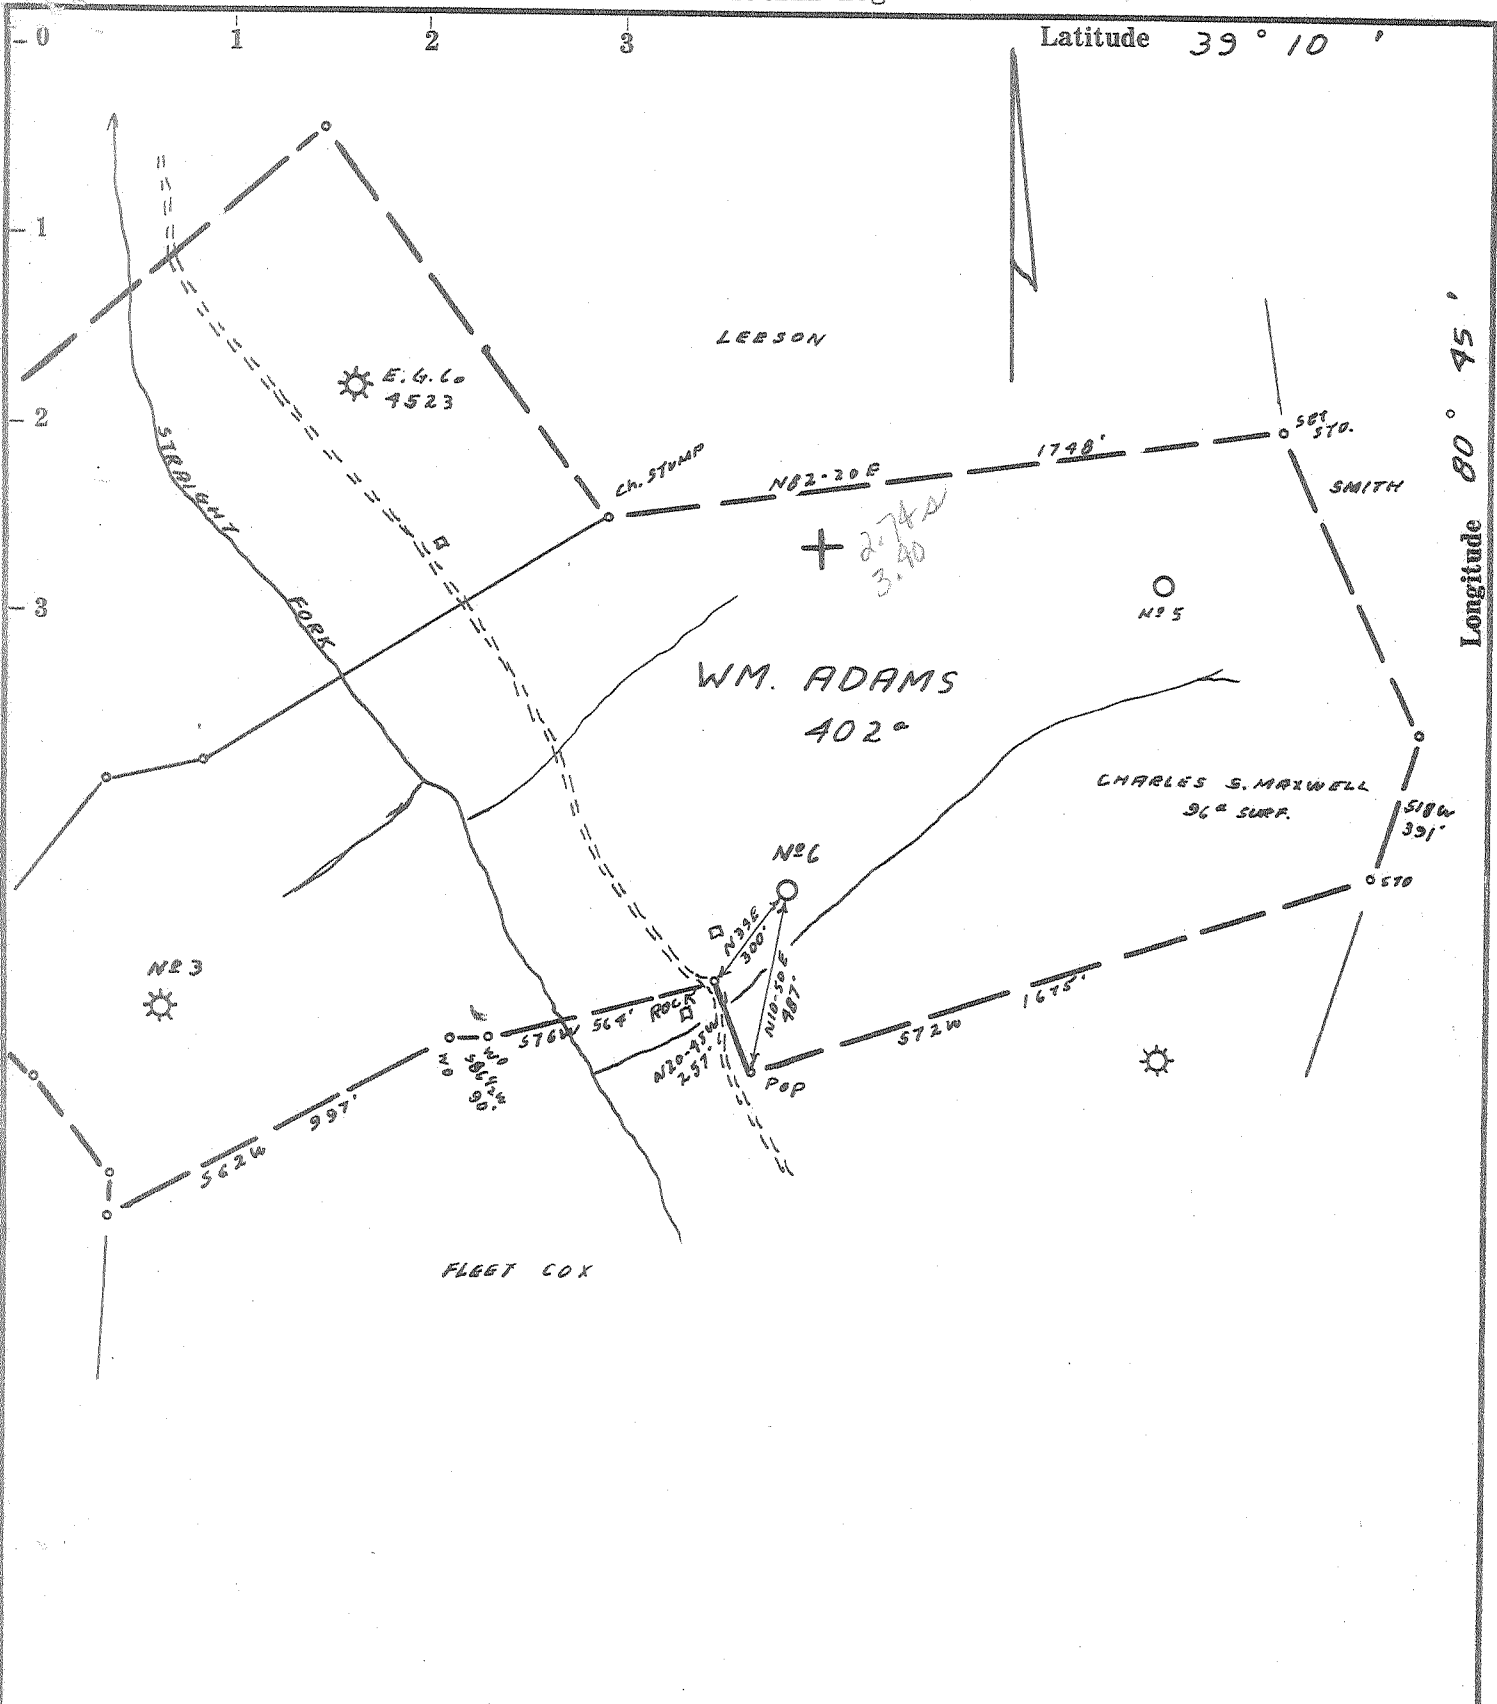 0 1 2 3
Latitude 39° 10 '
1
2
3
Longitude 80° 45'
LEESON
E.G.Co
4523
STRAIGHT FORK
Ch. STUMP
N82-20E 1748'
SET
STO.
SMITH
2.74 s
3.40
Nº 5
WM. ADAMS
402a
CHARLES S. MAXWELL
96a SURF.
S18W
391'
STO
Nº 6
N39E
300'
N10-50E
487'
Nº 3
S76W 564' ROCK
N20-45W
257'
POP
S72W 1675'
S62W 997'
FLEET COX